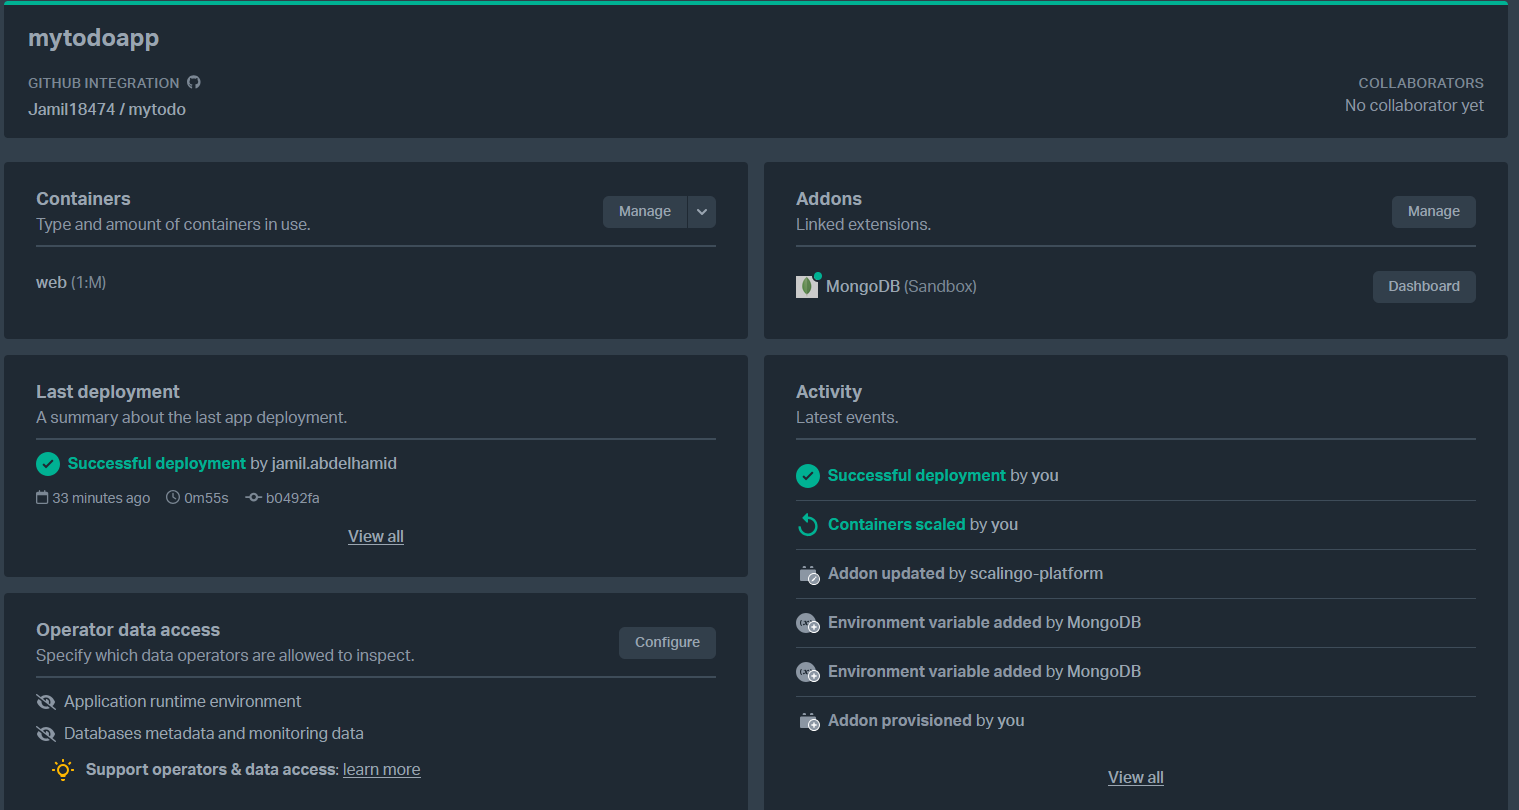 mytodoapp
GITHUB INTEGRATION
Jamil18474 / mytodo
COLLABORATORS
No collaborator yet
Containers
Type and amount of containers in use.
Manage
web (1:M)
Addons
Linked extensions.
Manage
MongoDB (Sandbox)
Dashboard
Last deployment
A summary about the last app deployment.
Successful deployment by jamil.abdelhamid
33 minutes ago 0m55s b0492fa
View all
Operator data access
Specify which data operators are allowed to inspect.
Configure
Application runtime environment
Databases metadata and monitoring data
Support operators & data access: learn more
Activity
Latest events.
Successful deployment by you
Containers scaled by you
Addon updated by scalingo-platform
Environment variable added by MongoDB
Environment variable added by MongoDB
Addon provisioned by you
View all